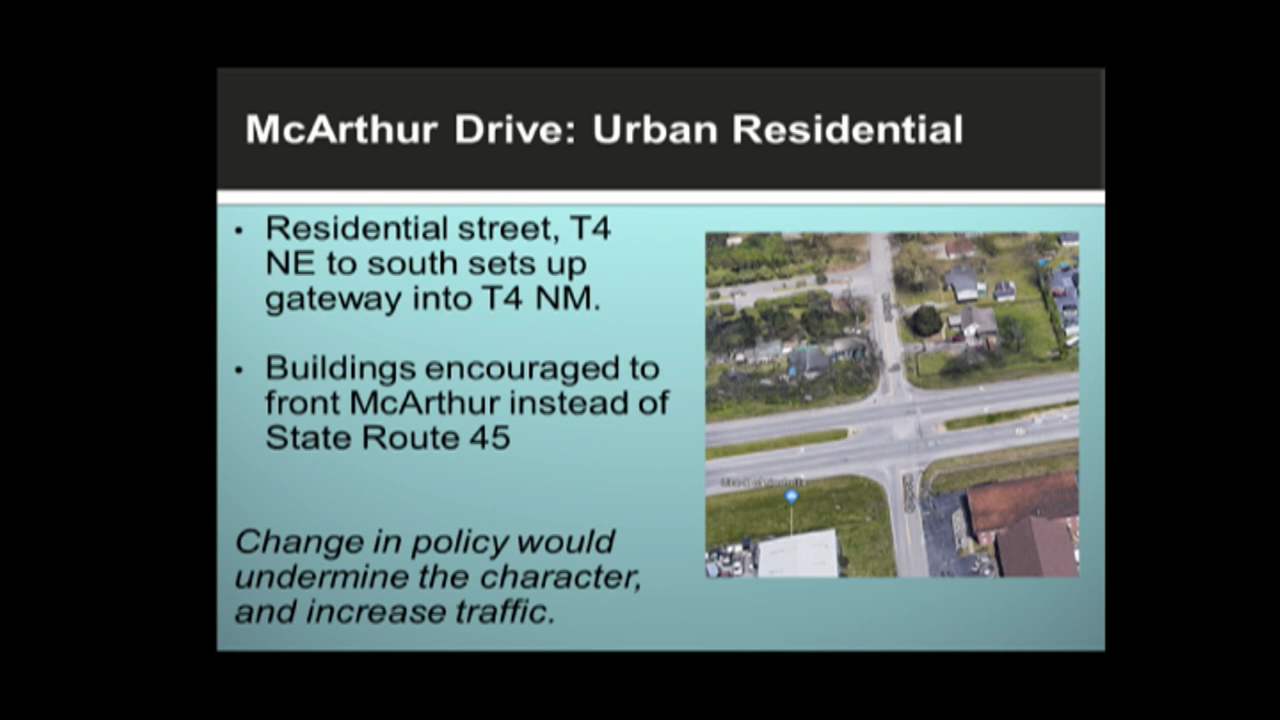 McArthur Drive: Urban Residential
• Residential street, T4
NE to south sets up
gateway into T4 NM.
• Buildings encouraged to
front McArthur instead of
State Route 45
Change in policy would
undermine the character,
and increase traffic.